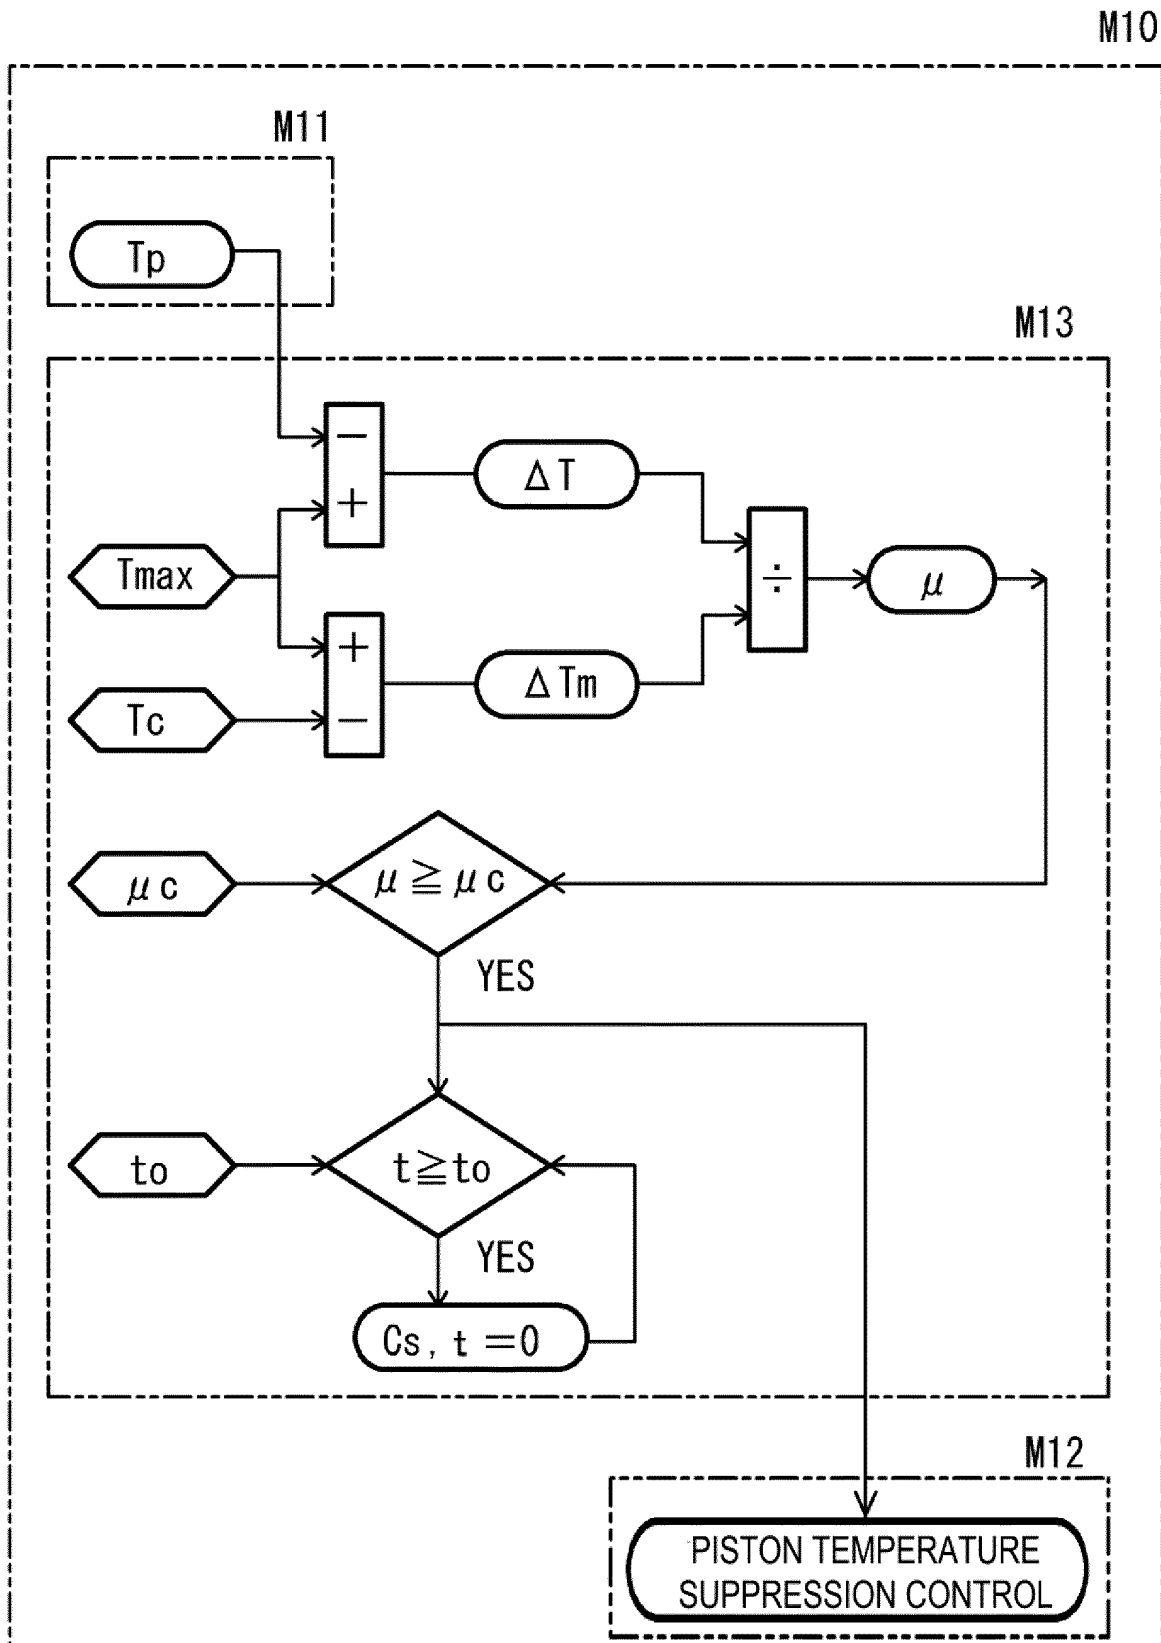 M10
M11
Tp
M13
−
+
ΔT
Tmax
÷
μ
+
ΔTm
Tc
−
μc
μ≧μc
YES
to
t≧to
YES
Cs, t=0
M12
PISTON TEMPERATURE
SUPPRESSION CONTROL